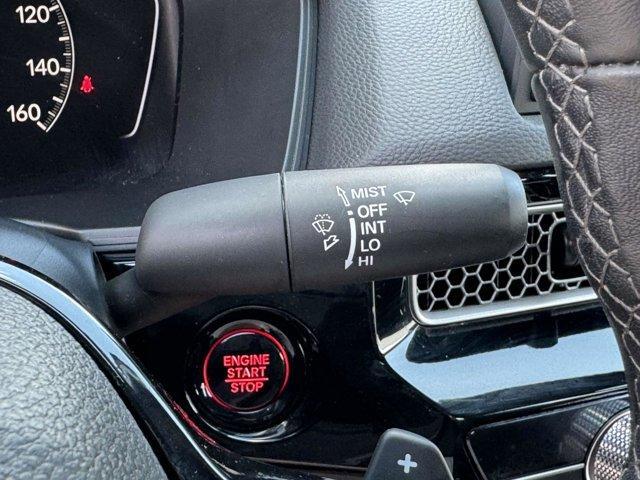 120
140
160
MIST
OFF
INT
LO
HI
ENGINE
START
STOP
+